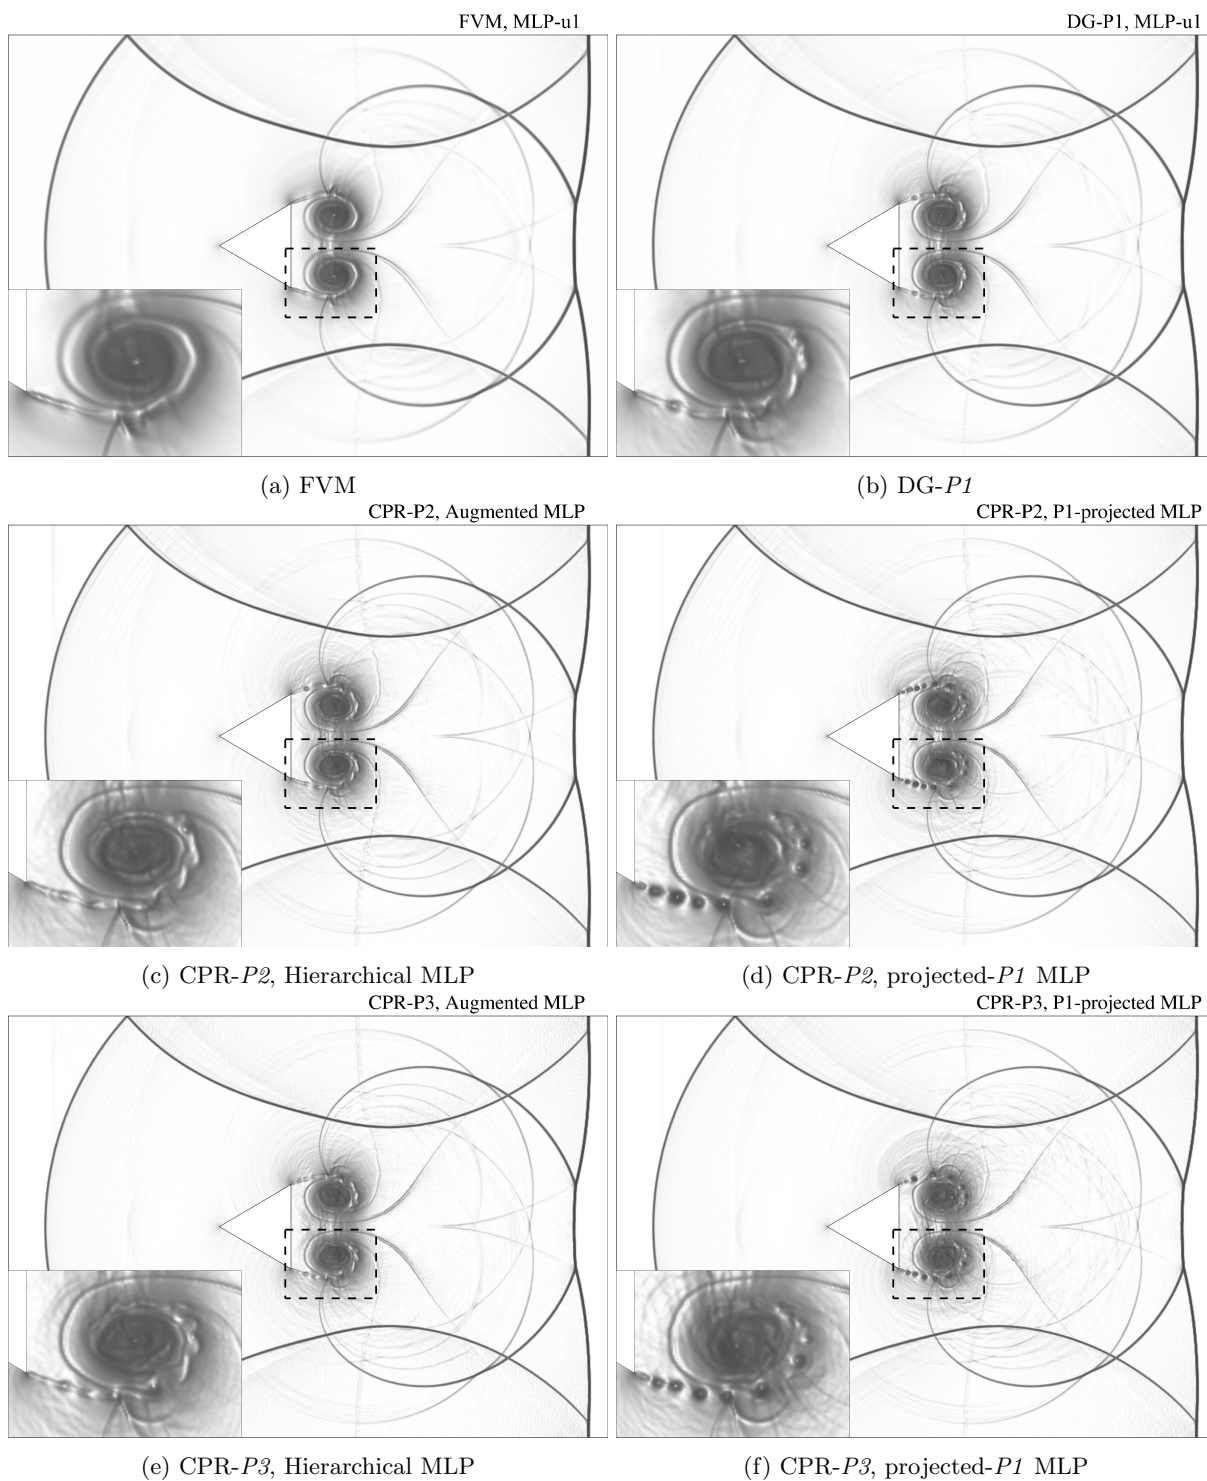 FVM, MLP-u1
DG-P1, MLP-u1
(a) FVM
(b) DG-P1
CPR-P2, Augmented MLP
CPR-P2, P1-projected MLP
(c) CPR-P2, Hierarchical MLP
(d) CPR-P2, projected-P1 MLP
CPR-P3, Augmented MLP
CPR-P3, P1-projected MLP
(e) CPR-P3, Hierarchical MLP
(f) CPR-P3, projected-P1 MLP